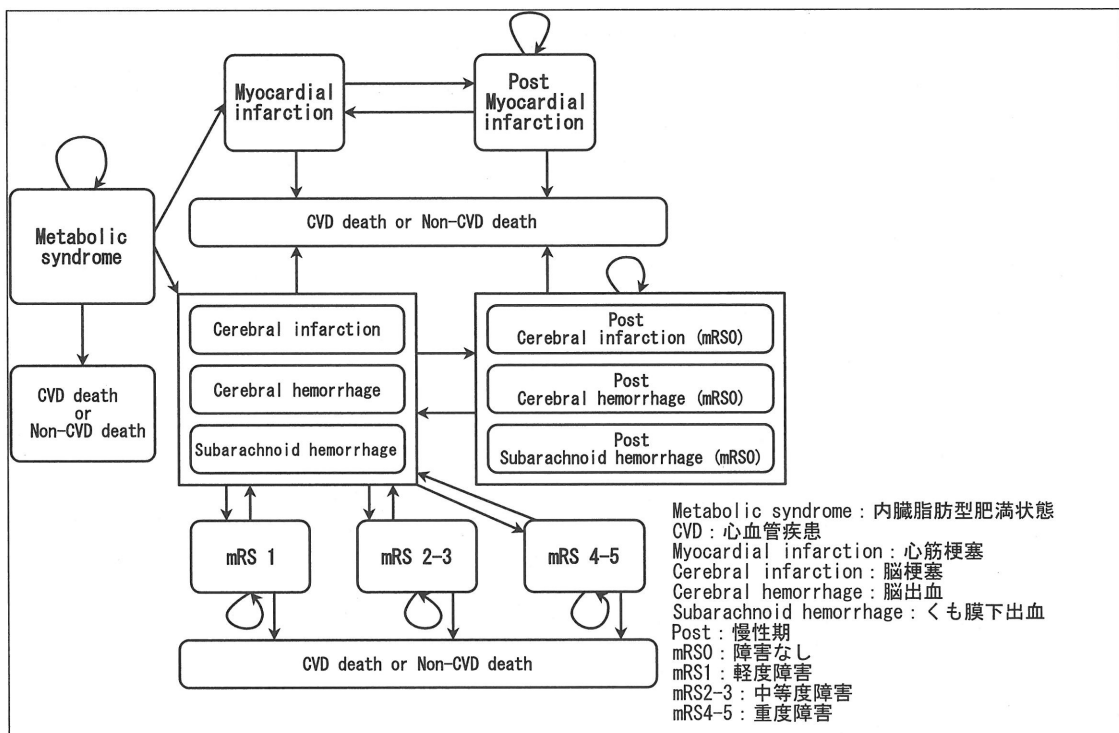 Myocardial
infarction
Post
Myocardial
infarction
Metabolic
syndrome
CVD death or Non-CVD death
Cerebral infarction
Cerebral hemorrhage
Subarachnoid hemorrhage
Post
Cerebral infarction (mRS0)
Post
Cerebral hemorrhage (mRS0)
Post
Subarachnoid hemorrhage (mRS0)
CVD death
or
Non-CVD death
mRS 1
mRS 2-3
mRS 4-5
CVD death or Non-CVD death
Metabolic syndrome：内臓脂肪型肥満状態
CVD：心血管疾患
Myocardial infarction：心筋梗塞
Cerebral infarction：脳梗塞
Cerebral hemorrhage：脳出血
Subarachnoid hemorrhage：くも膜下出血
Post：慢性期
mRS0：障害なし
mRS1：軽度障害
mRS2-3：中等度障害
mRS4-5：重度障害